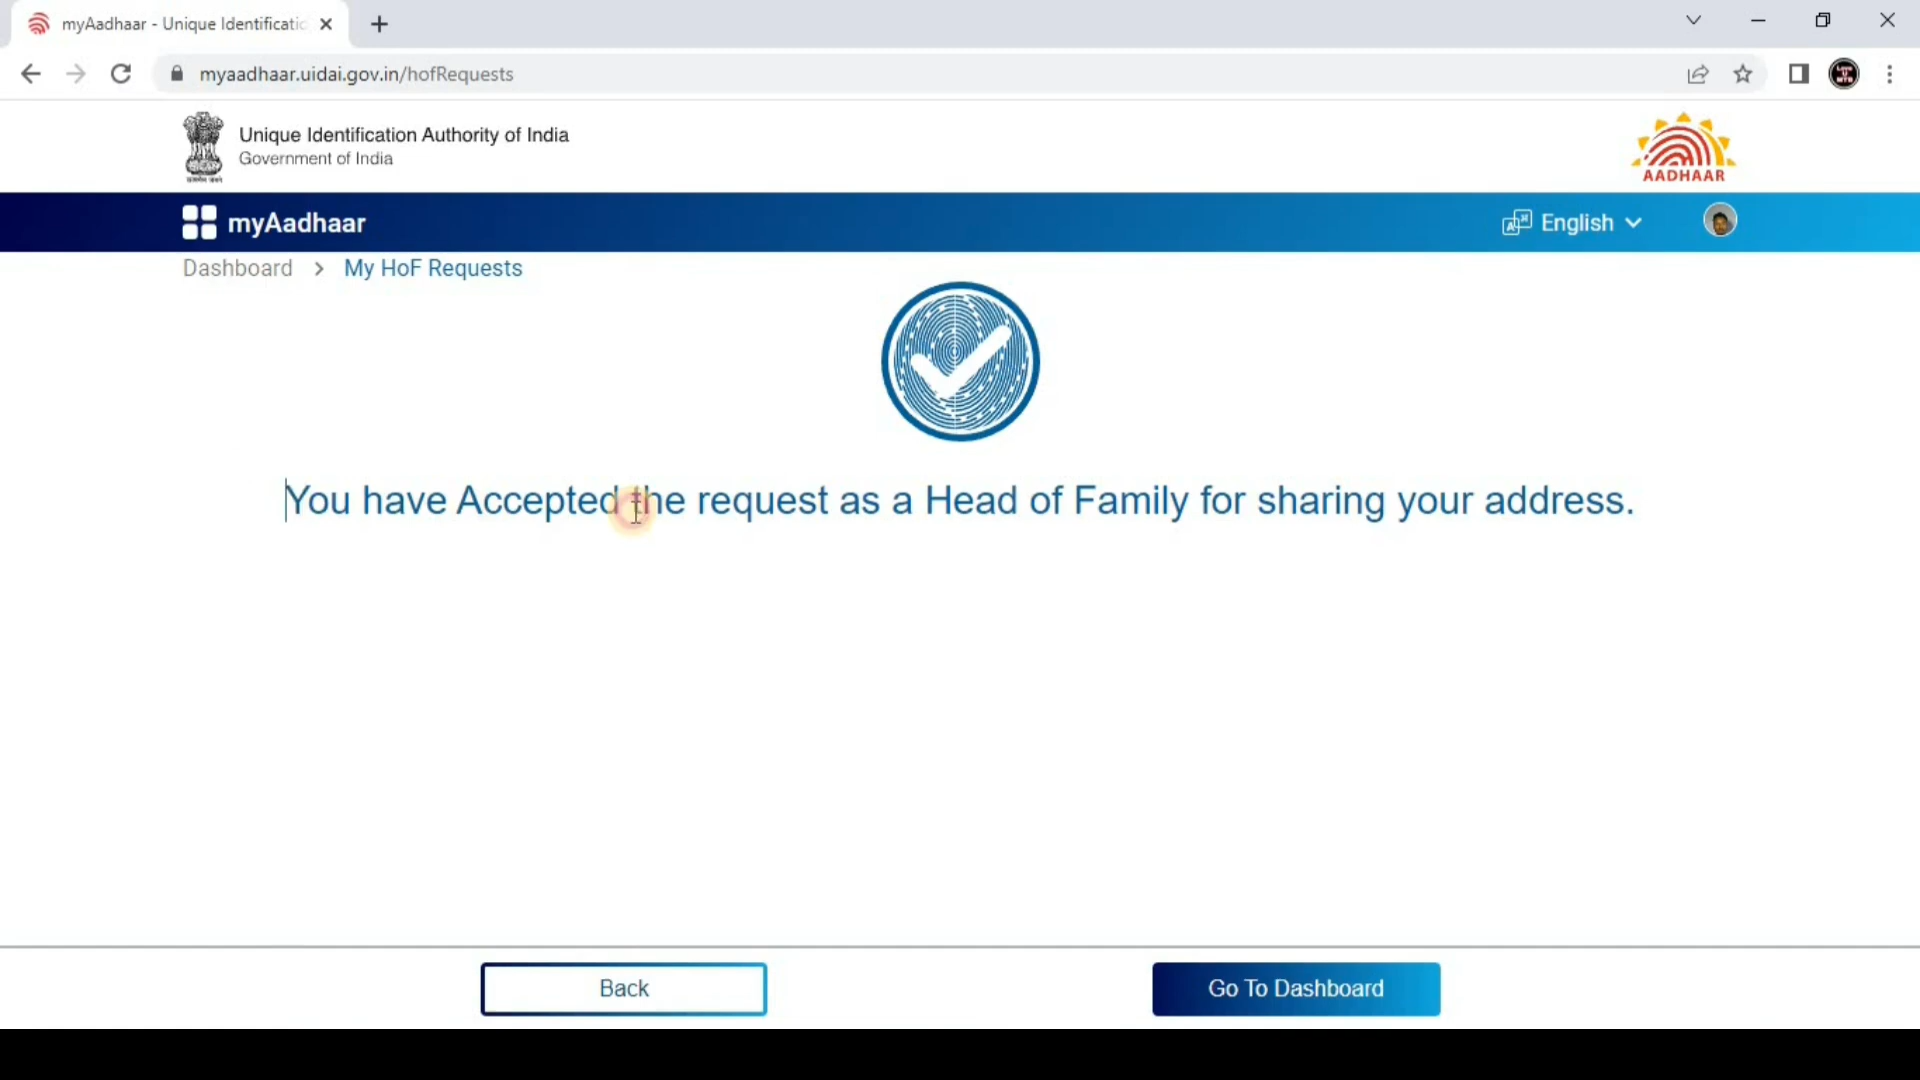 myAadhaar - Unique Identificatio
myaadhaar.uidai.gov.in/hofRequests
Unique Identification Authority of India
Government of India
AADHAAR
myAadhaar
English
Dashboard > My HoF Requests
You have Accepted the request as a Head of Family for sharing your address.
Back
Go To Dashboard